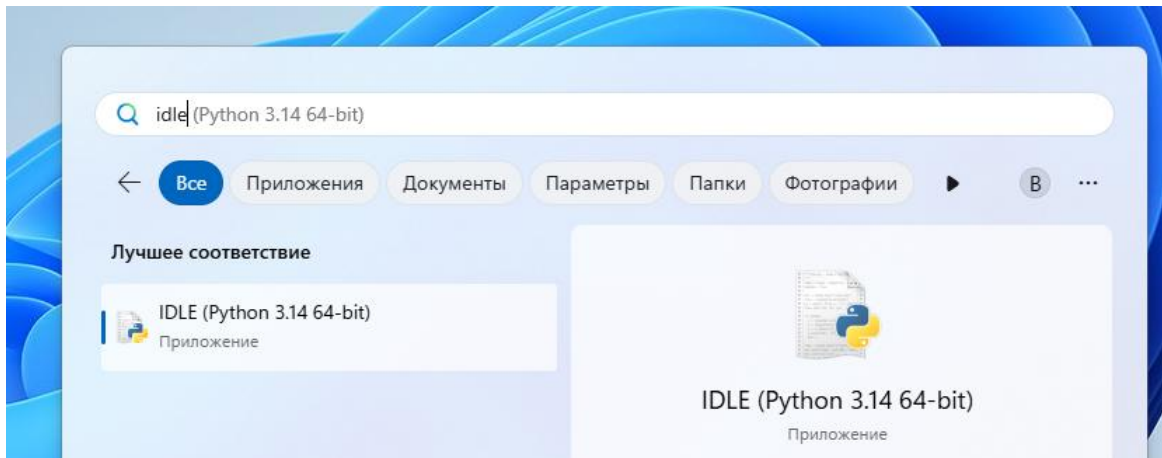 idle (Python 3.14 64-bit)
Все Приложения Документы Параметры Папки Фотографии B ...
Лучшее соответствие
IDLE (Python 3.14 64-bit)
Приложение
IDLE (Python 3.14 64-bit)
Приложение